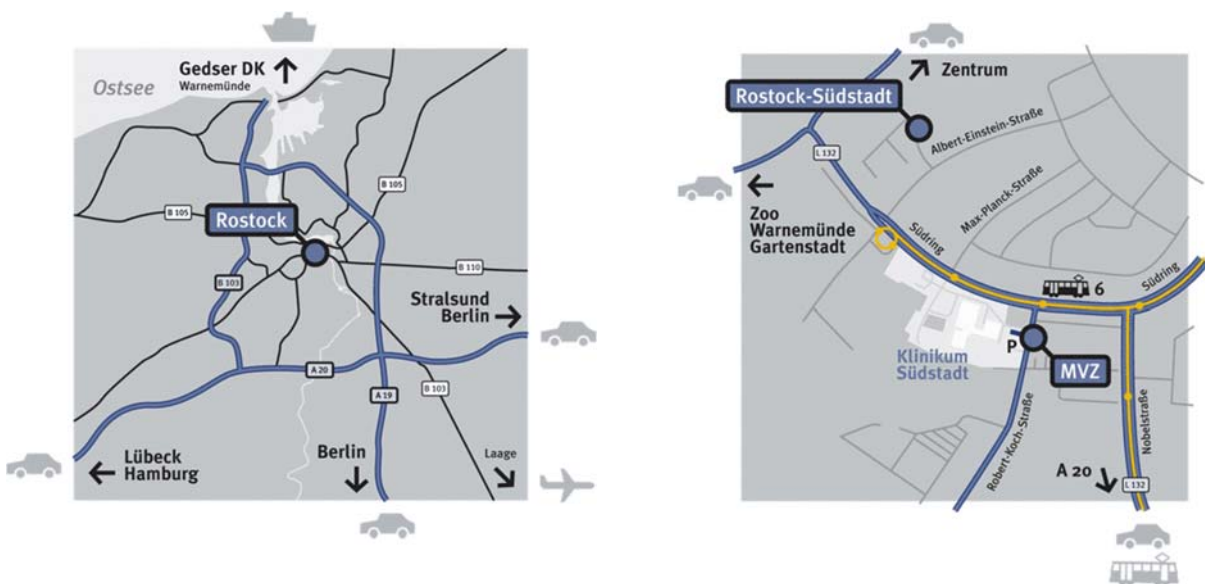 Ostsee
Gedser DK
Warnemünde
B 105
B 105
Rostock
B 110
B 103
Stralsund
Berlin
A 20
A 19
B 103
Lübeck
Hamburg
Berlin
Laage
Zentrum
Rostock-Südstadt
L 132
Albert-Einstein-Straße
Max-Planck-Straße
Zoo
Warnemünde
Gartenstadt
Südring
Südring
6
P
Klinikum
Südstadt
MVZ
Robert-Koch-Straße
Nobelstraße
A 20
L 132